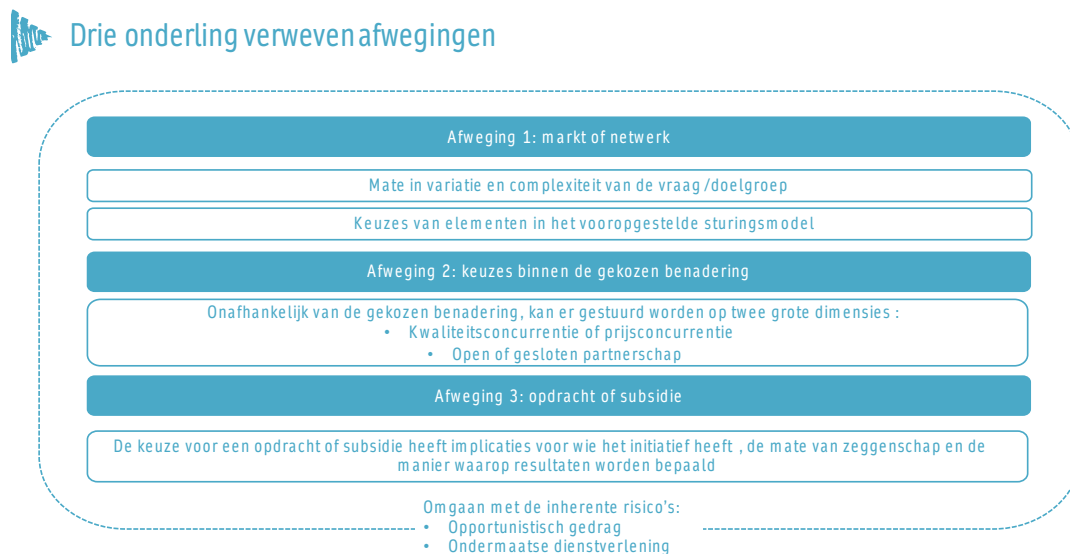 Drie onderling verweven afwegingen
Afweging 1: markt of netwerk
Mate in variatie en complexiteit van de vraag /doelgroep
Keuzes van elementen in het vooropgestelde sturingsmodel
Afweging 2: keuzes binnen de gekozen benadering
Onafhankelijk van de gekozen benadering, kan er gestuurd worden op twee grote dimensies :
• Kwaliteitsconcurrentie of prijsconcurrentie
• Open of gesloten partnerschap
Afweging 3: opdracht of subsidie
De keuze voor een opdracht of subsidie heeft implicaties voor wie het initiatief heeft , de mate van zeggenschap en de
manier waarop resultaten worden bepaald
Omgaan met de inherente risico's:
• Opportunistisch gedrag
• Ondermaatse dienstverlening